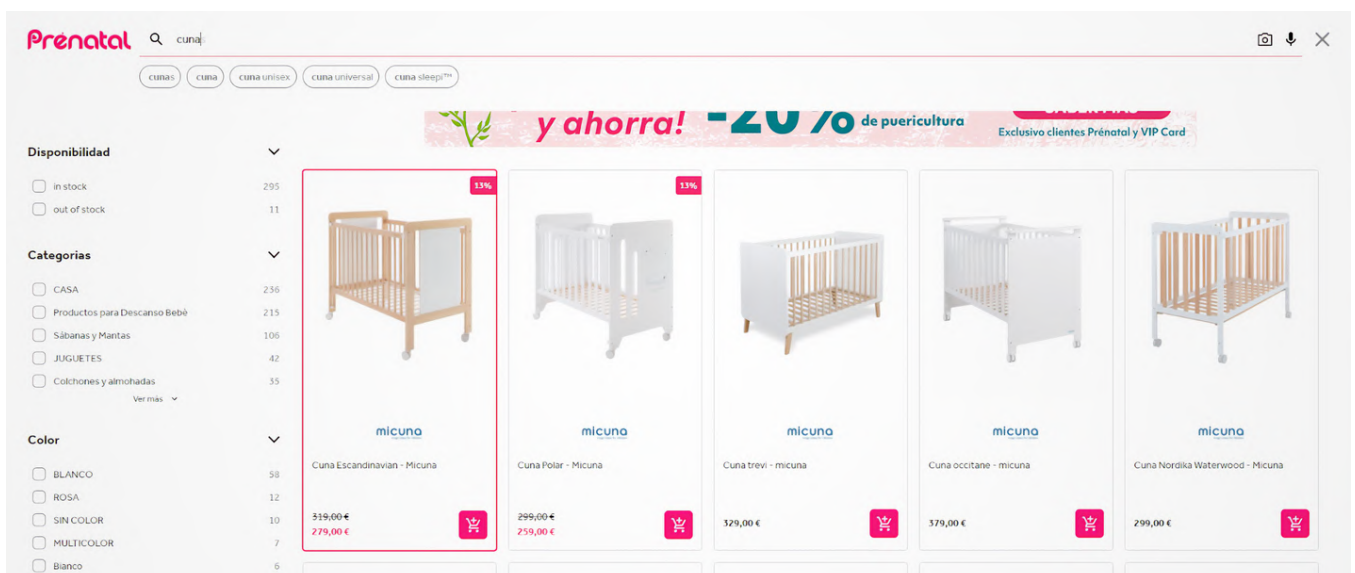 Prénatal
cuna
cunas
cuna
cuna unisex
cuna universal
cuna sleepi™
y ahorra! -20% de puericultura
Exclusivo clientes Prénatal y VIP Card
Disponibilidad
in stock 295
out of stock 11
Categorias
CASA 236
Productos para Descanso Bebè 215
Sábanas y Mantas 106
JUGUETES 42
Colchones y almohadas 35
Ver más
Color
BLANCO 58
ROSA 12
SIN COLOR 10
MULTICOLOR 7
Bianco 6
13%
micuna
Cuna Escandinavian - Micuna
319,00 €
279,00 €
13%
micuna
Cuna Polar - Micuna
299,00 €
259,00 €
micuna
Cuna trevi - micuna
329,00 €
micuna
Cuna occitane - micuna
379,00 €
micuna
Cuna Nordika Waterwood - Micuna
299,00 €